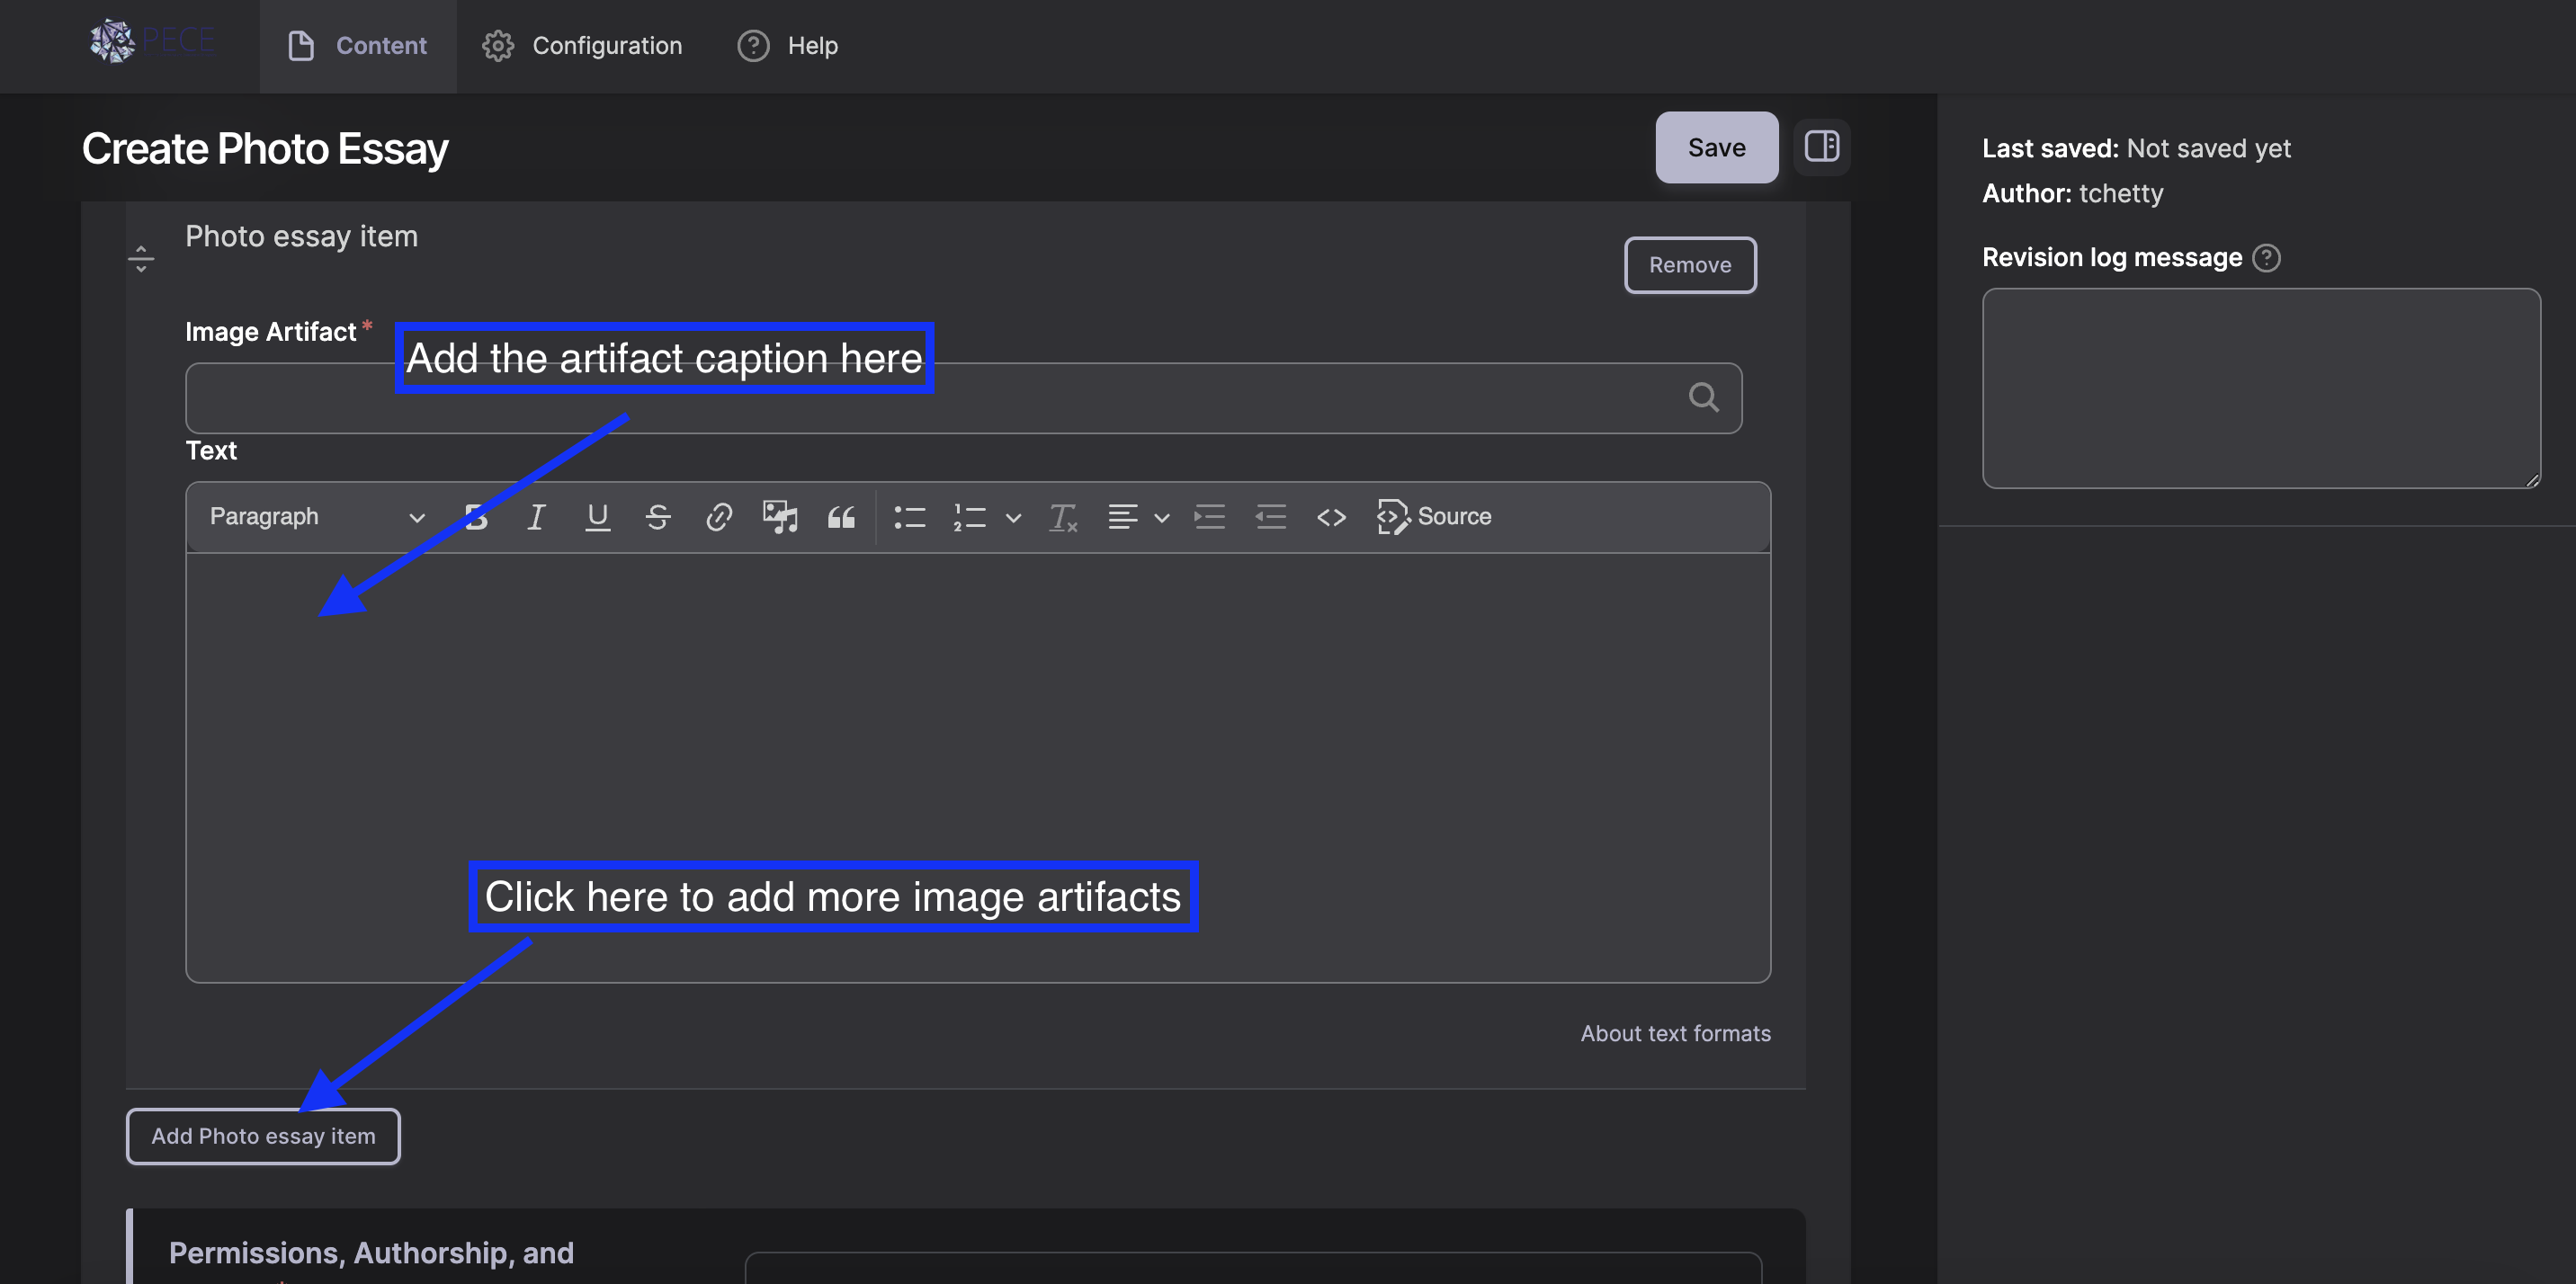 PECE
Content
Configuration
Help
Create Photo Essay
Save
Last saved: Not saved yet
Author: tchetty
Revision log message
Photo essay item
Remove
Image Artifact*
Add the artifact caption here
Text
Paragraph
Source
Click here to add more image artifacts
About text formats
Add Photo essay item
Permissions, Authorship, and